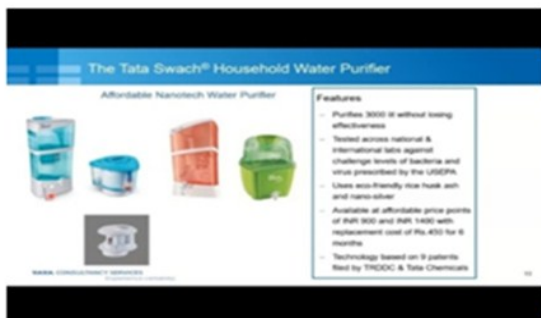 The Tata Swach® Household Water Purifier
Affordable Nanotech Water Purifier
Features
– Purifies 3000 lit without losing
effectiveness
– Tested across national &
international labs against
challenge levels of bacteria and
virus prescribed by the USEPA
– Uses eco-friendly rice husk ash
and nano-silver
– Available at affordable price points
of INR 900 and INR 1400 with
replacement cost of Rs.450 for 6
months
– Technology based on 9 patents
filed by TRDDC & Tata Chemicals
TATA CONSULTANCY SERVICES